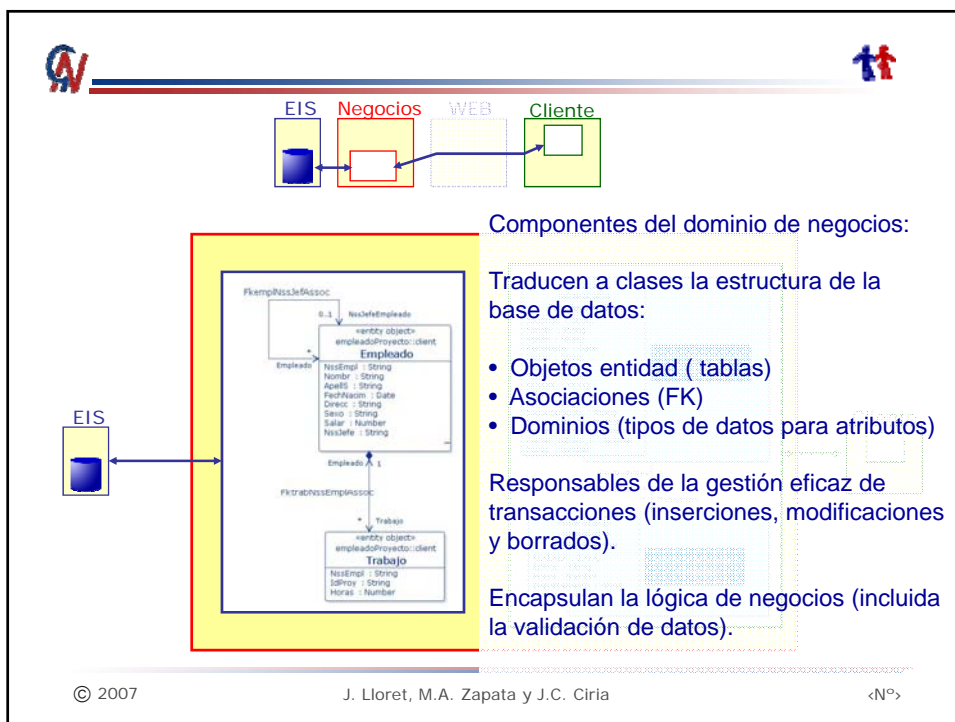 EIS
Negocios
WEB
Cliente
Componentes del dominio de negocios:
Traducen a clases la estructura de la
base de datos:
• Objetos entidad ( tablas)
• Asociaciones (FK)
• Dominios (tipos de datos para atributos)
Responsables de la gestión eficaz de
transacciones (inserciones, modificaciones
y borrados).
Encapsulan la lógica de negocios (incluida
la validación de datos).
EIS
FkemplNssJefAssoc
0..1 NssJefeEmpleado
«entity object»
empleadoProyecto::client
Empleado
* Empleado
NssEmpl : String
Nombr : String
ApellS : String
FechNacim : Date
Direcc : String
Sexo : String
Salar : Number
NssJefe : String
Empleado 1
FktrabNssEmplAssoc
* Trabajo
«entity object»
empleadoProyecto::client
Trabajo
NssEmpl : String
IdProy : String
Horas : Number
© 2007
J. Lloret, M.A. Zapata y J.C. Ciria
‹Nº›